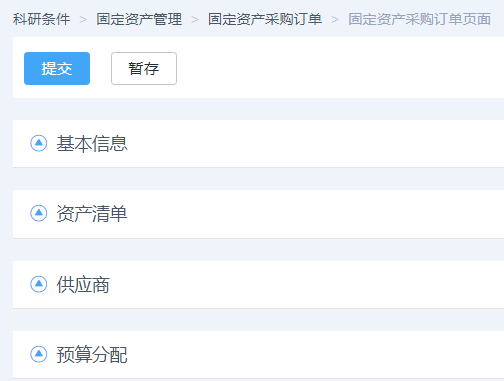 科研条件 > 固定资产管理 > 固定资产采购订单 > 固定资产采购订单页面
提交 暂存
基本信息
资产清单
供应商
预算分配